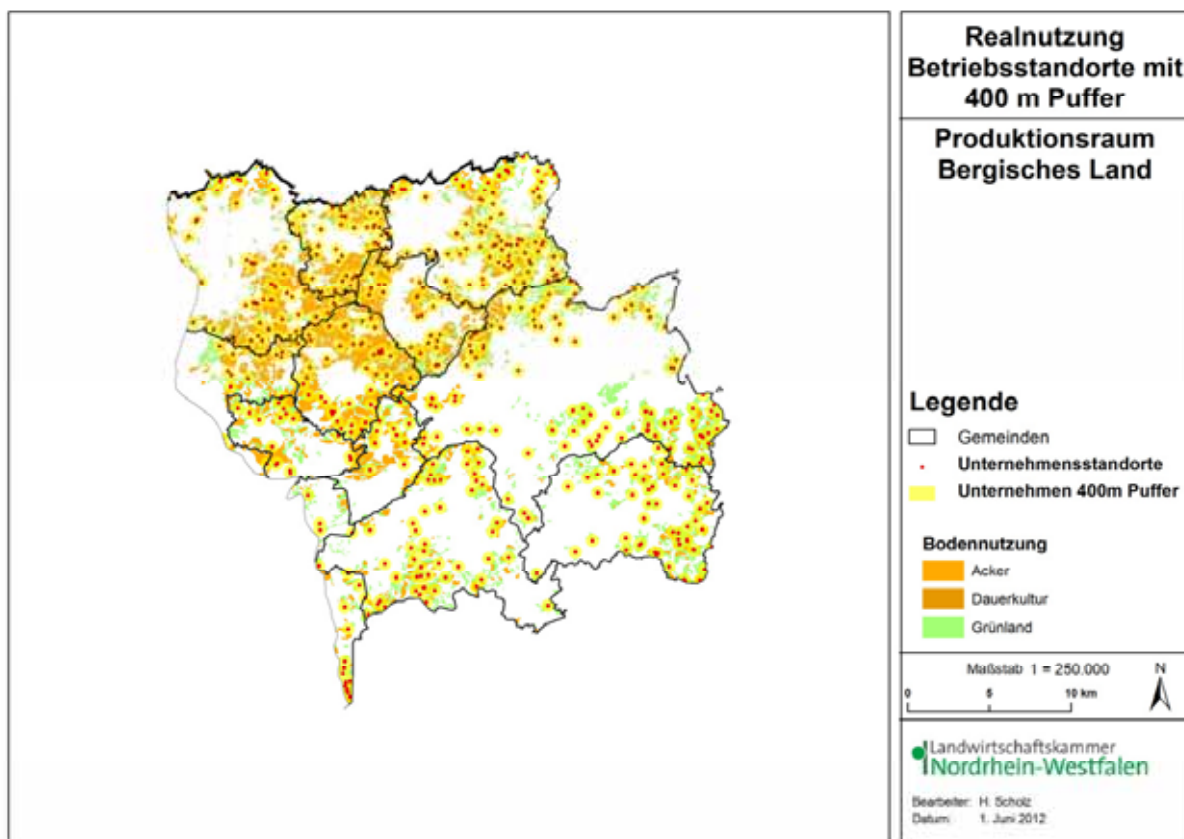 Realnutzung
Betriebsstandorte mit
400 m Puffer
Produktionsraum
Bergisches Land
Legende
Gemeinden
Unternehmensstandorte
Unternehmen 400m Puffer
Bodennutzung
Acker
Dauerkultur
Grünland
Maßstab 1 = 250.000
N
0 5 10 km
Landwirtschaftskammer
Nordrhein-Westfalen
Bearbeiter: H. Scholz
Datum: 1. Juni 2012